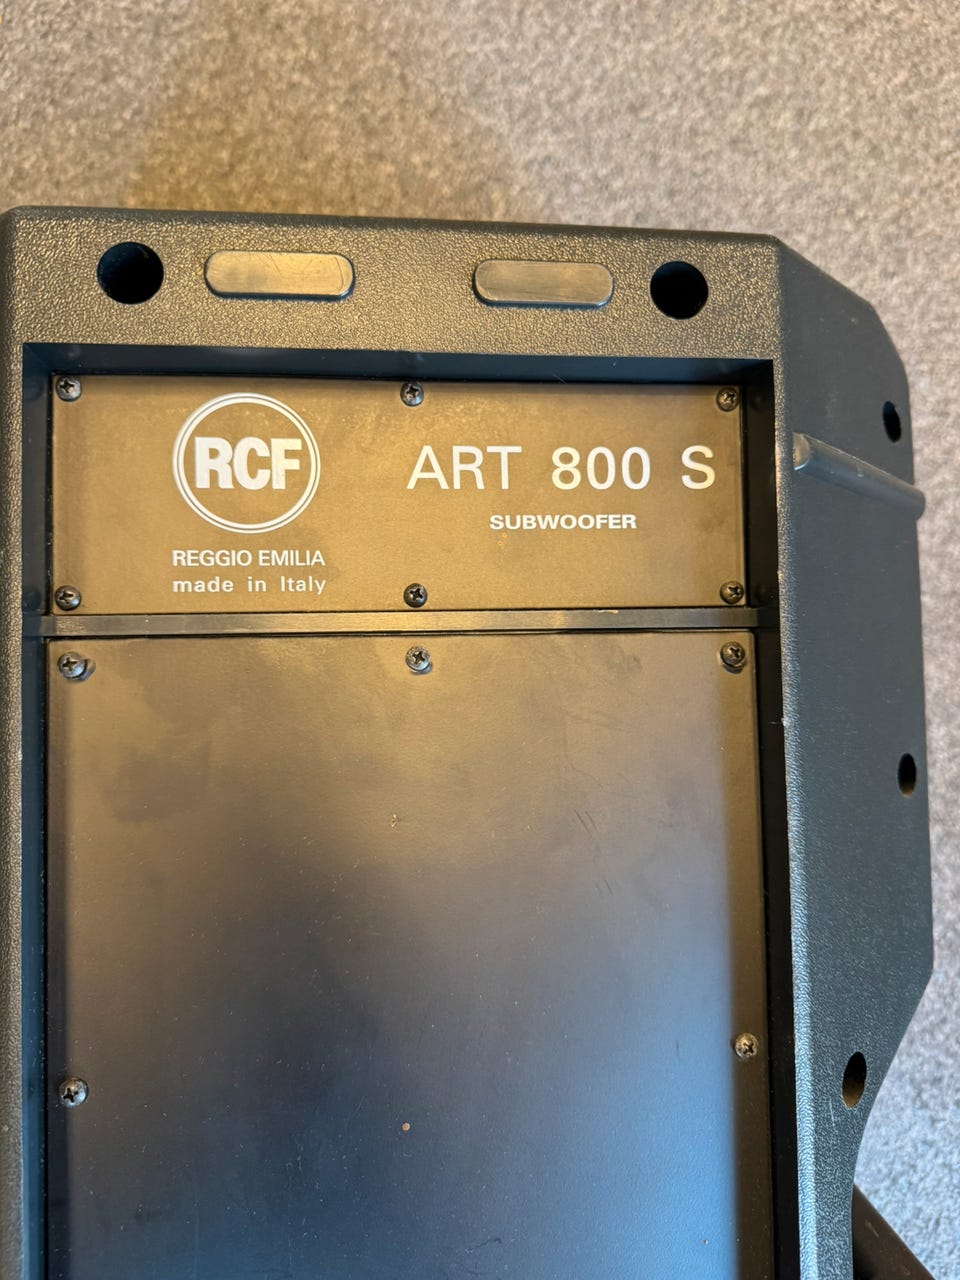 RCF
REGGIO EMILIA
made in Italy
ART 800 S
SUBWOOFER